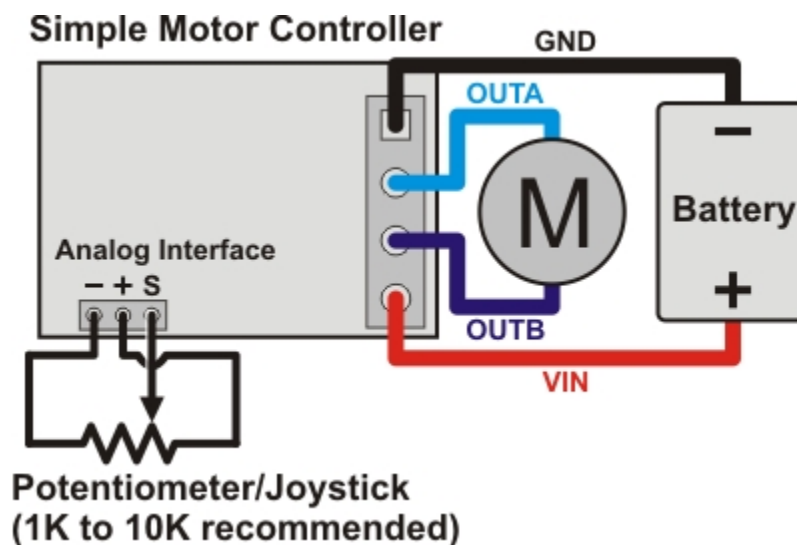 Simple Motor Controller
GND
OUTA
−
M
Battery
Analog Interface
− + S
+
OUTB
VIN
Potentiometer/Joystick
(1K to 10K recommended)